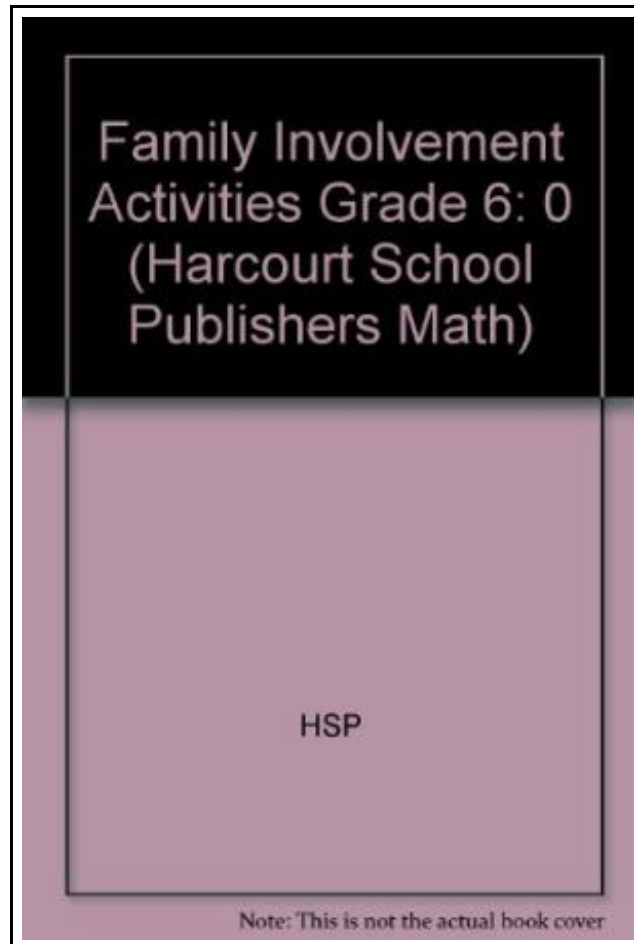 Family Involvement
Activities Grade 6: 0
(Harcourt School
Publishers Math)
HSP
Note: This is not the actual book cover